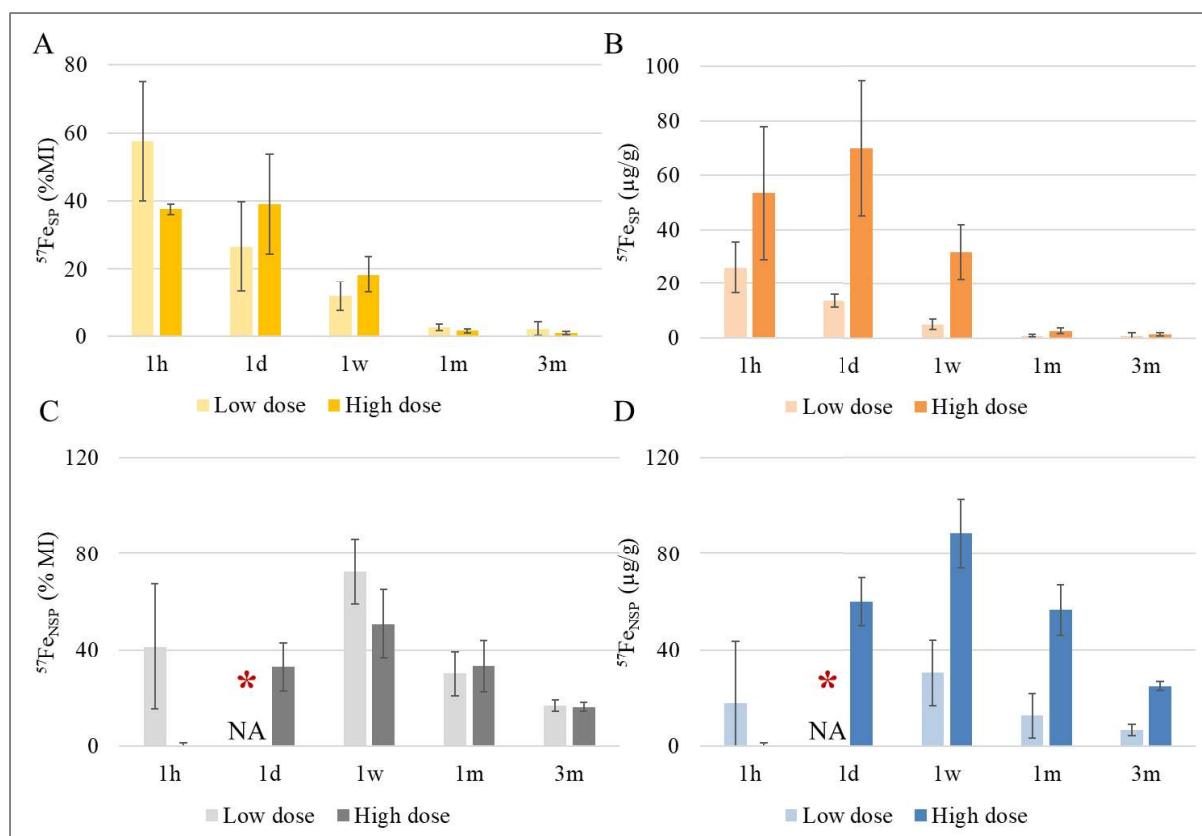 A
⁵⁷Fe_SP (%MI)
80
60
40
20
0
1h 1d 1w 1m 3m
Low dose High dose
B
⁵⁷Fe_SP (µg/g)
100
80
60
40
20
0
1h 1d 1w 1m 3m
Low dose High dose
C
⁵⁷Fe_NSP (% MI)
120
80
40
0
*
NA
1h 1d 1w 1m 3m
Low dose High dose
D
⁵⁷Fe_NSP (µg/g)
120
80
40
0
*
NA
1h 1d 1w 1m 3m
Low dose High dose